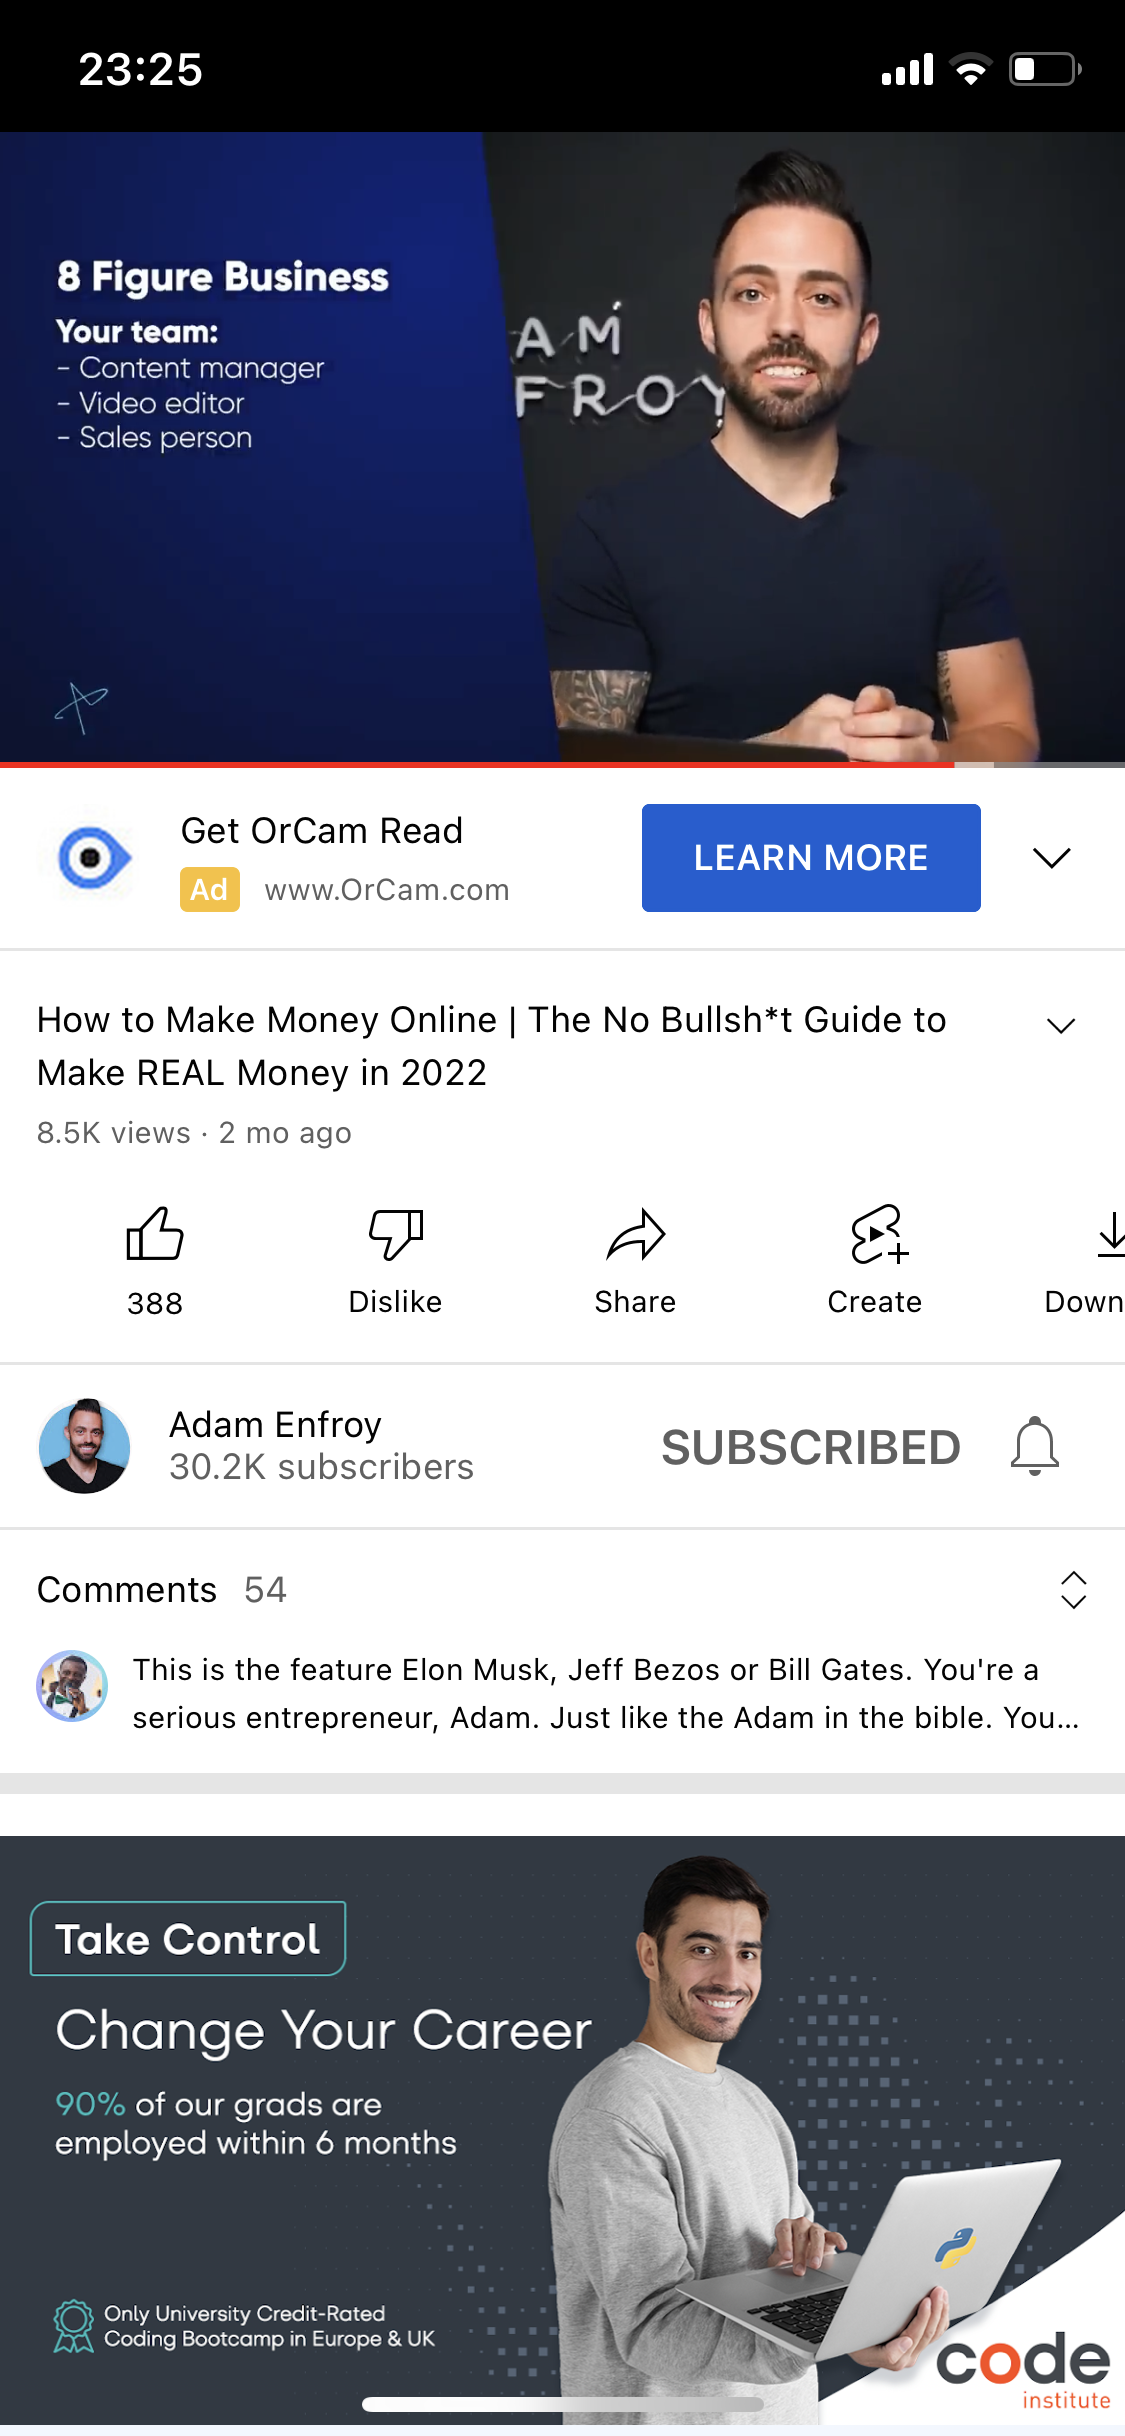 23:25
8 Figure Business
Your team:
- Content manager
- Video editor
- Sales person
AM
FROY
Get OrCam Read
LEARN MORE
Ad www.OrCam.com
How to Make Money Online | The No Bullsh*t Guide to
Make REAL Money in 2022
8.5K views · 2 mo ago
388
Dislike
Share
Create
Down
Adam Enfroy
30.2K subscribers
SUBSCRIBED
Comments 54
This is the feature Elon Musk, Jeff Bezos or Bill Gates. You're a
serious entrepreneur, Adam. Just like the Adam in the bible. You...
Take Control
Change Your Career
90% of our grads are
employed within 6 months
Only University Credit-Rated
Coding Bootcamp in Europe & UK
code
institute